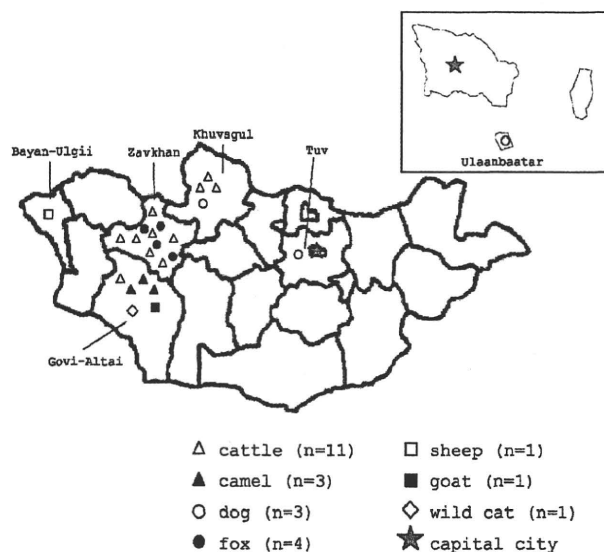 Khuvsgul
Bayan-Ulgii
Zavkhan
Tuv
Ulaanbaatar
Govi-Altai
cattle (n=11)
sheep (n=1)
camel (n=3)
goat (n=1)
dog (n=3)
wild cat (n=1)
fox (n=4)
capital city